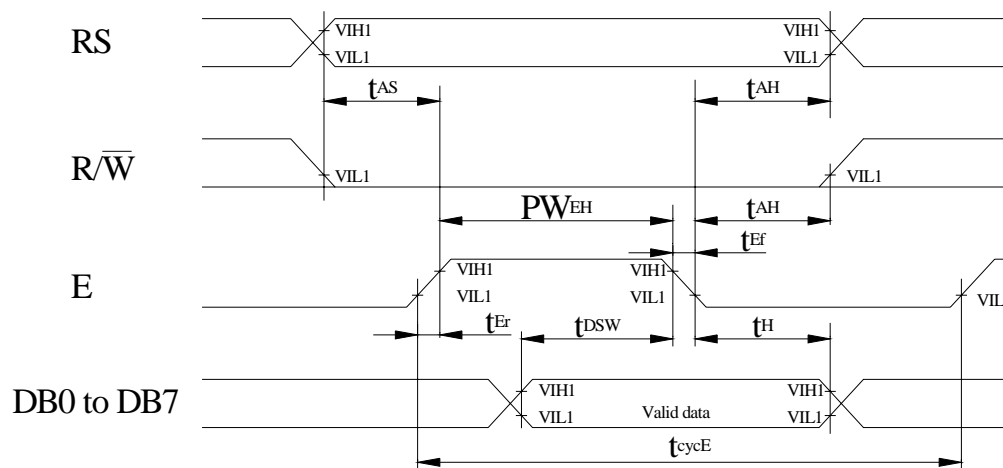 RS
VIH1
VIL1
VIH1
VIL1
tAS
tAH
R/W̅
VIL1
VIL1
PWEH
tAH
tEf
E
VIH1
VIL1
VIH1
VIL1
VIL
tEr
tDSW
tH
DB0 to DB7
VIH1
VIL1
Valid data
VIH1
VIL1
tcycE